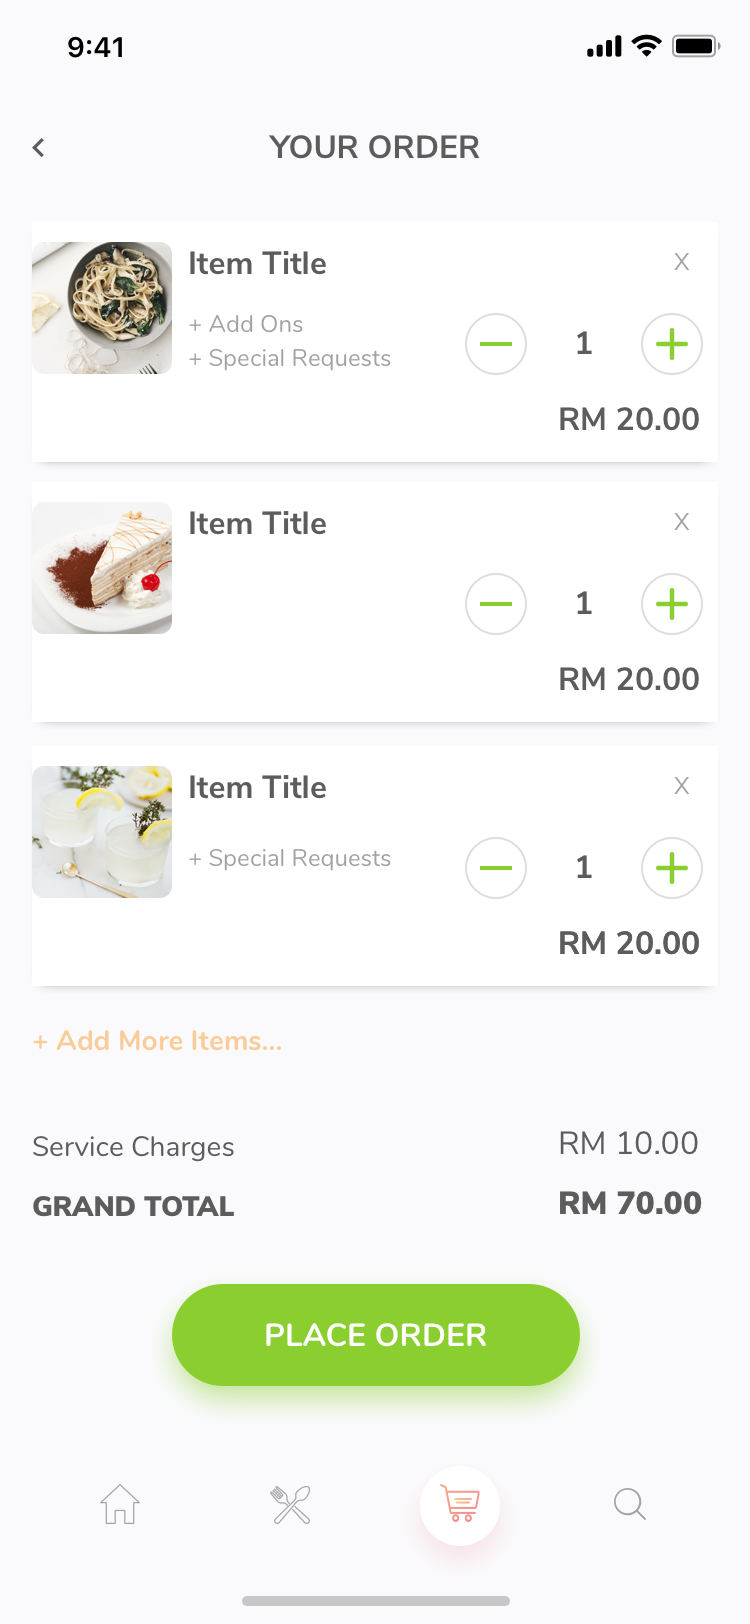 9:41
YOUR ORDER
Item Title
X
+ Add Ons
+ Special Requests
1
RM 20.00
Item Title
X
1
RM 20.00
Item Title
X
+ Special Requests
1
RM 20.00
+ Add More Items...
Service Charges RM 10.00
GRAND TOTAL RM 70.00
PLACE ORDER